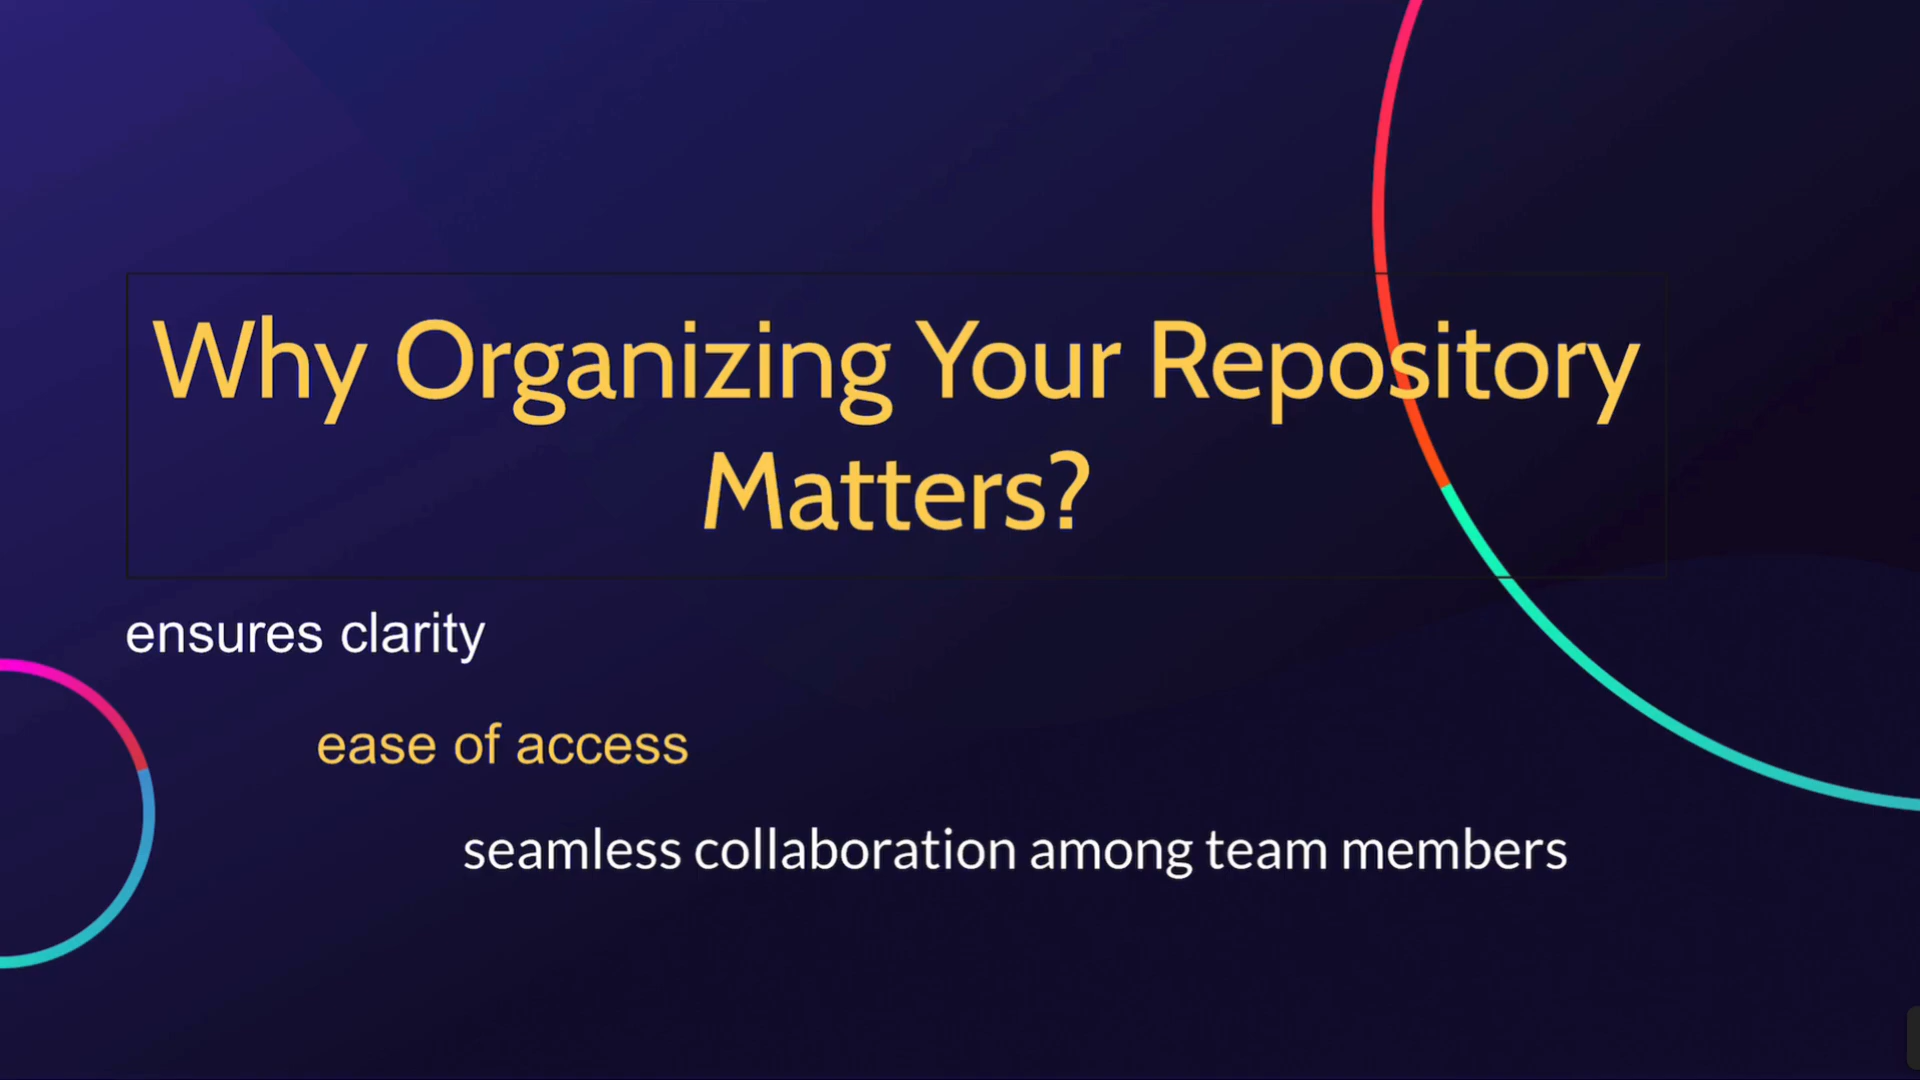 Why Organizing Your Repository
Matters?
ensures clarity
ease of access
seamless collaboration among team members